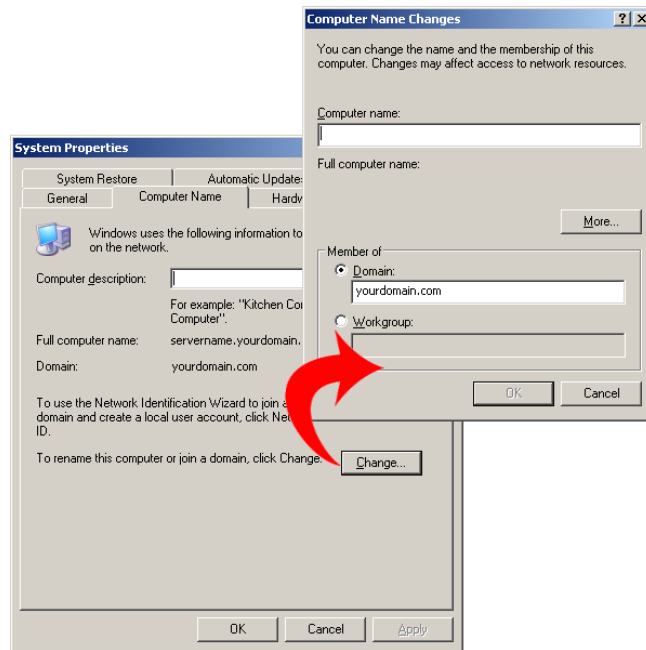 Computer Name Changes
You can change the name and the membership of this
computer. Changes may affect access to network resources.
Computer name:
Full computer name:
More...
Member of
Domain:
yourdomain.com
Workgroup:
OK Cancel
System Properties
System Restore Automatic Update
General Computer Name Hardw
Windows uses the following information to
on the network.
Computer description:
For example: "Kitchen Co
Computer".
Full computer name: servername.yourdomain.
Domain: yourdomain.com
To use the Network Identification Wizard to join a
domain and create a local user account, click Ne
ID.
To rename this computer or join a domain, click Change.
Change...
OK Cancel Apply